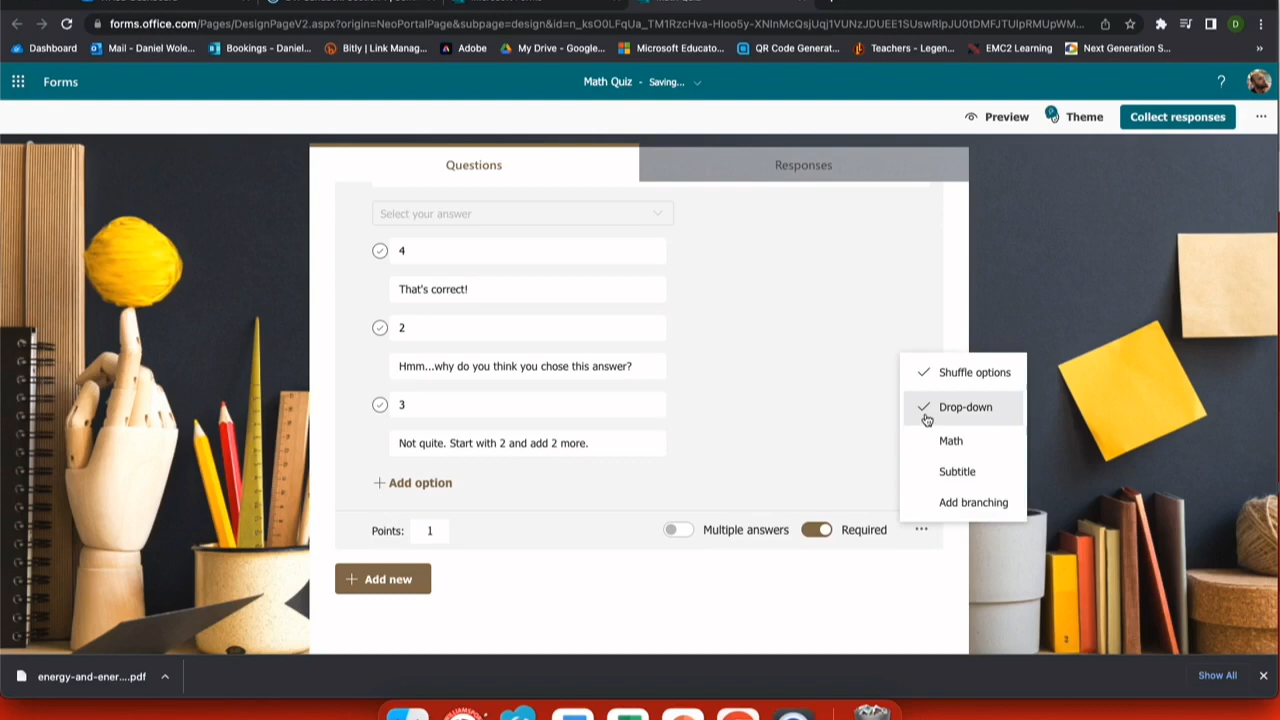 forms.office.com/Pages/DesignPageV2.aspx?origin=NeoPortalPage&subpage=design&id=
Dashboard
Mail - Daniel Wole...
Bookings - Daniel...
Bitly | Link Manag...
Adobe
My Drive - Google...
Microsoft Educato...
QR Code Generat...
Teachers - Legen...
EMC2 Learning
Next Generation S...
»
D
Forms
Math Quiz - Saving...
?
Preview
Theme
Collect responses
...
Questions
Responses
Select your answer
4
That's correct!
2
Hmm...why do you think you chose this answer?
3
Not quite. Start with 2 and add 2 more.
+ Add option
Points: 1
Multiple answers
Required
...
Shuffle options
Drop-down
Math
Subtitle
Add branching
+ Add new
2
energy-and-ener....pdf
Show All